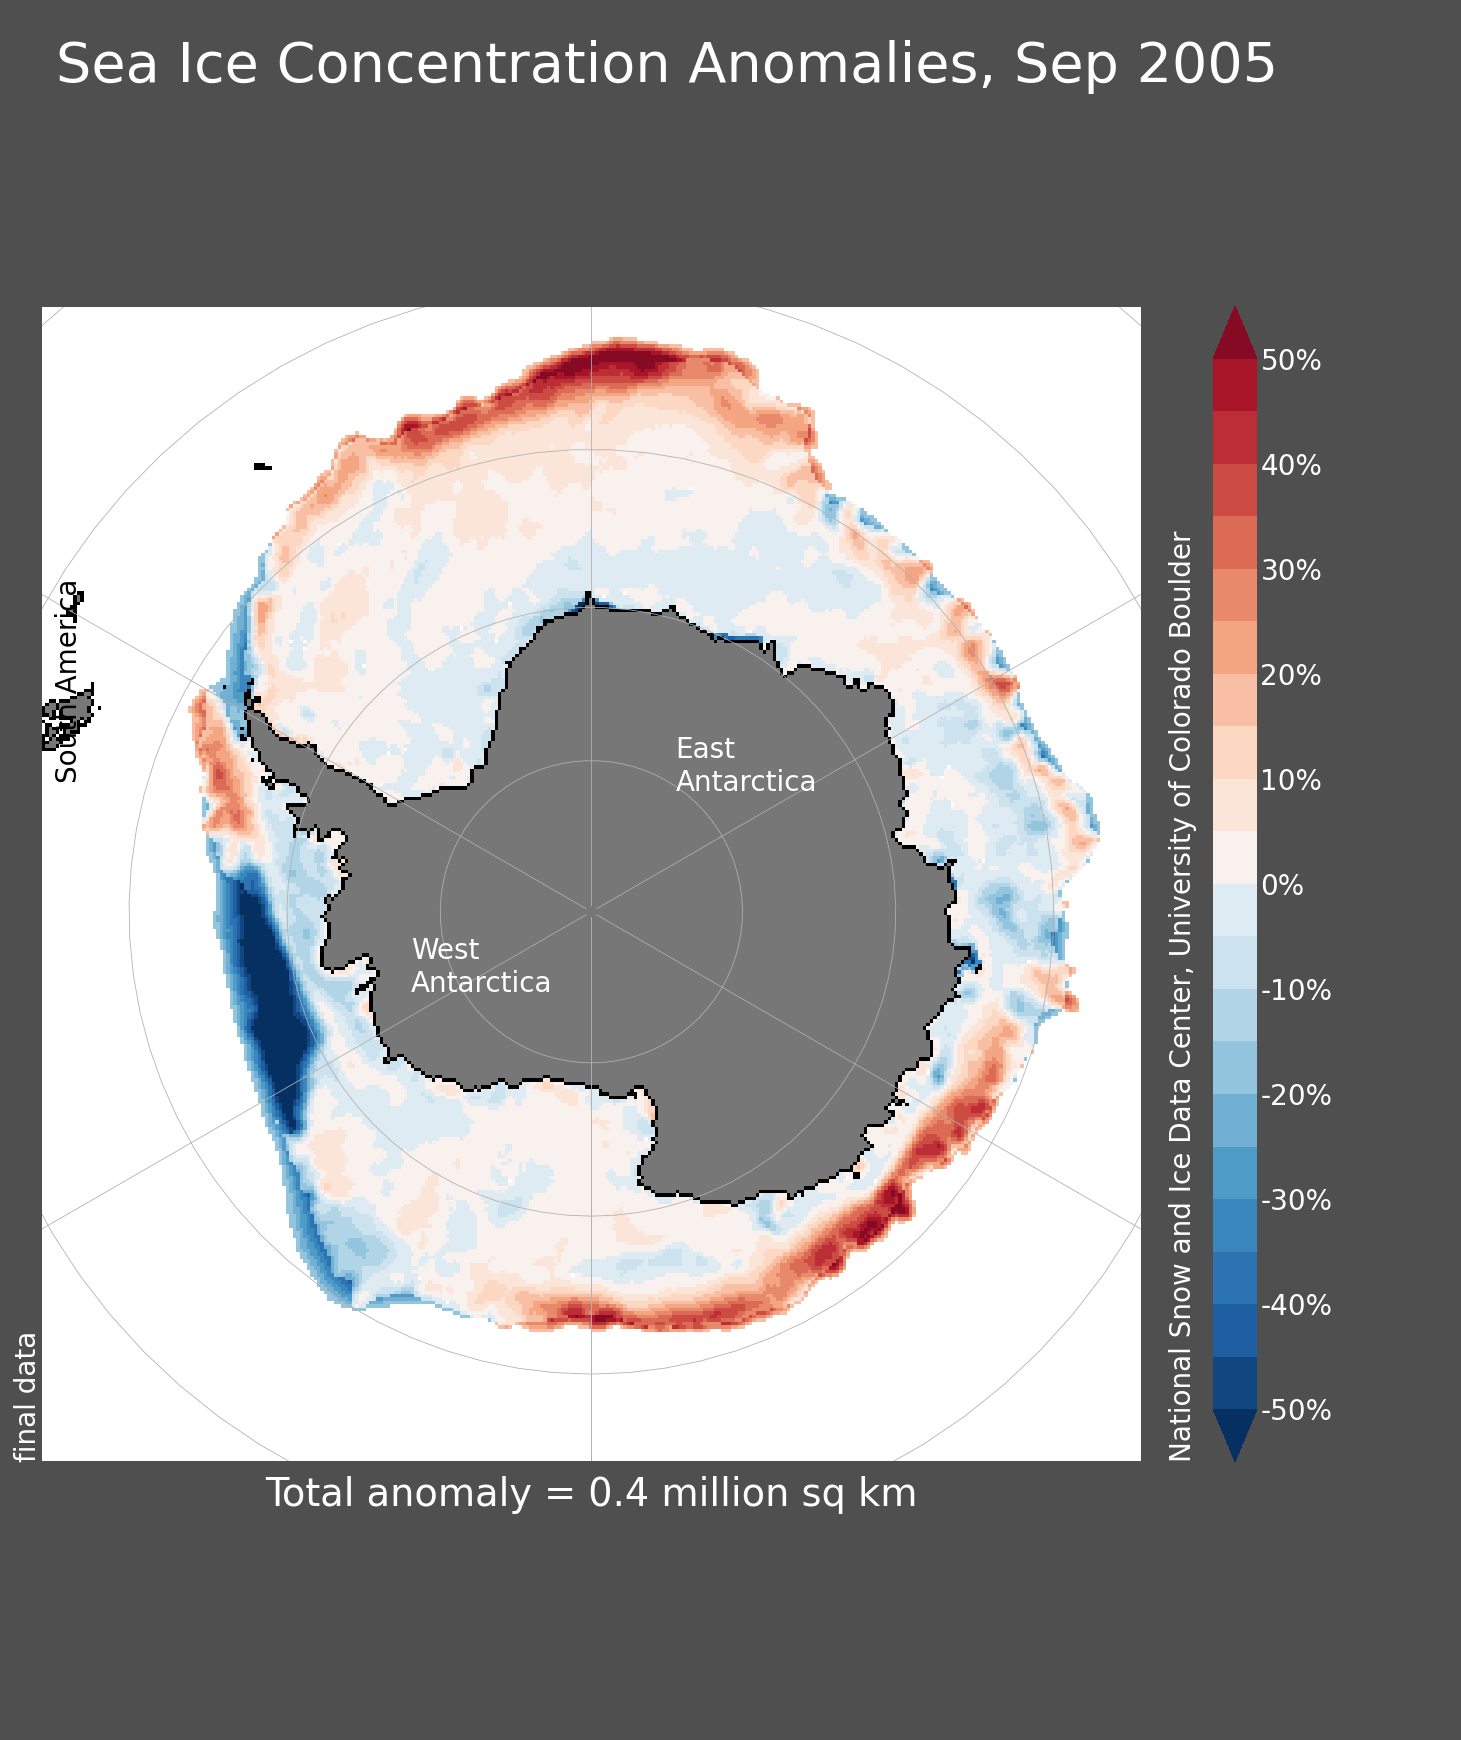 Sea Ice Concentration Anomalies, Sep 2005
South America
East
Antarctica
West
Antarctica
final data
National Snow and Ice Data Center, University of Colorado Boulder
50%
40%
30%
20%
10%
0%
-10%
-20%
-30%
-40%
-50%
Total anomaly = 0.4 million sq km